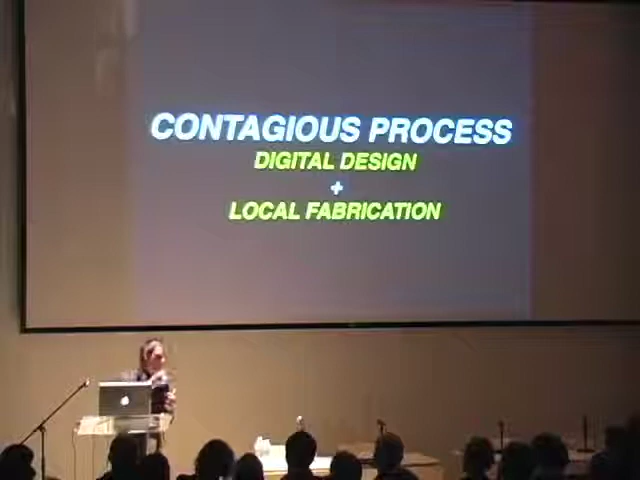 CONTAGIOUS PROCESS
DIGITAL DESIGN
+
LOCAL FABRICATION